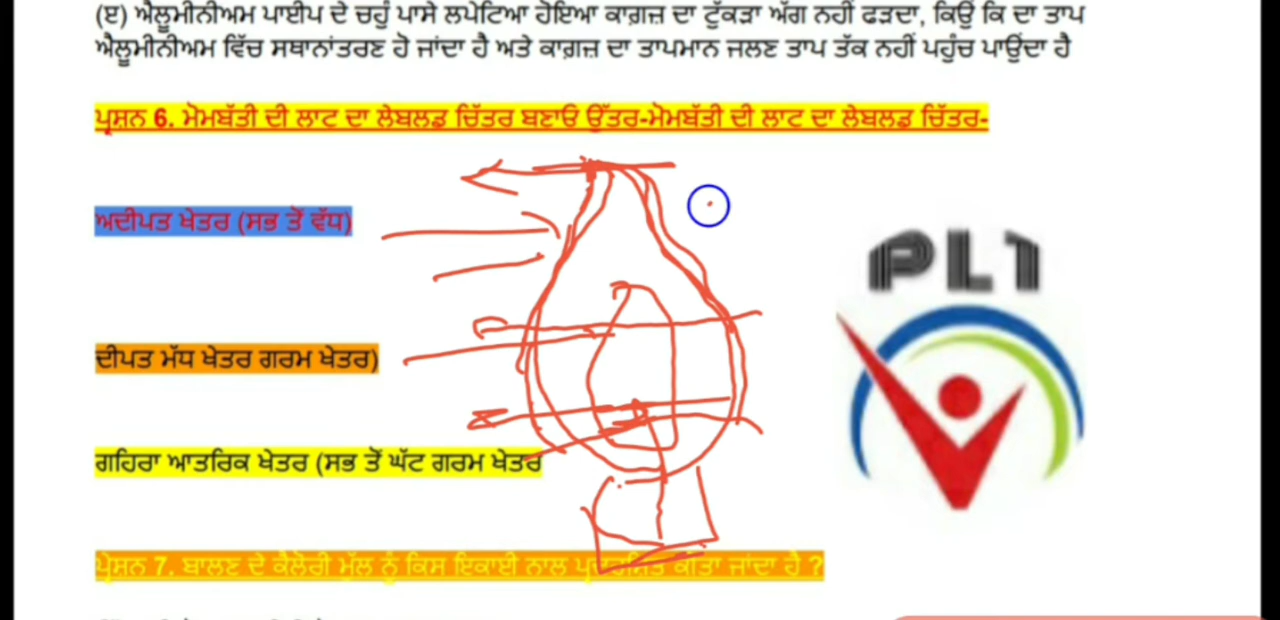 (ੲ) ਐਲੂਮੀਨੀਅਮ ਪਾਈਪ ਦੇ ਚਹੁੰ ਪਾਸੇ ਲਪੇਟਿਆ ਹੋਇਆ ਕਾਗ਼ਜ਼ ਦਾ ਟੁੱਕੜਾ ਅੱਗ ਨਹੀਂ ਫੜਦਾ, ਕਿਉਂ ਕਿ ਦਾ ਤਾਪ
ਐਲੂਮੀਨੀਅਮ ਵਿੱਚ ਸਥਾਨਾਂਤਰਣ ਹੋ ਜਾਂਦਾ ਹੈ ਅਤੇ ਕਾਗ਼ਜ਼ ਦਾ ਤਾਪਮਾਨ ਜਲਣ ਤਾਪ ਤੱਕ ਨਹੀਂ ਪਹੁੰਚ ਪਾਉਂਦਾ ਹੈ
ਪ੍ਰਸ਼ਨ 6. ਮੋਮਬੱਤੀ ਦੀ ਲਾਟ ਦਾ ਲੇਬਲਡ ਚਿੱਤਰ ਬਣਾਓ ਉੱਤਰ-ਮੋਮਬੱਤੀ ਦੀ ਲਾਟ ਦਾ ਲੇਬਲਡ ਚਿੱਤਰ-
ਅਦੀਪਤ ਖੇਤਰ (ਸਭ ਤੋਂ ਵੱਧ)
ਦੀਪਤ ਮੱਧ ਖੇਤਰ ਗਰਮ ਖੇਤਰ)
ਗਹਿਰਾ ਆਤਰਿਕ ਖੇਤਰ (ਸਭ ਤੋਂ ਘੱਟ ਗਰਮ ਖੇਤਰ
ਪ੍ਰੇਸ਼ਨ 7. ਬਾਲਣ ਦੇ ਕੈਲੋਰੀ ਮੁੱਲ ਨੂੰ ਕਿਸ ਇਕਾਈ ਨਾਲ ਕੀਤਾ ਜਾਂਦਾ ਹੈ ?
PLT